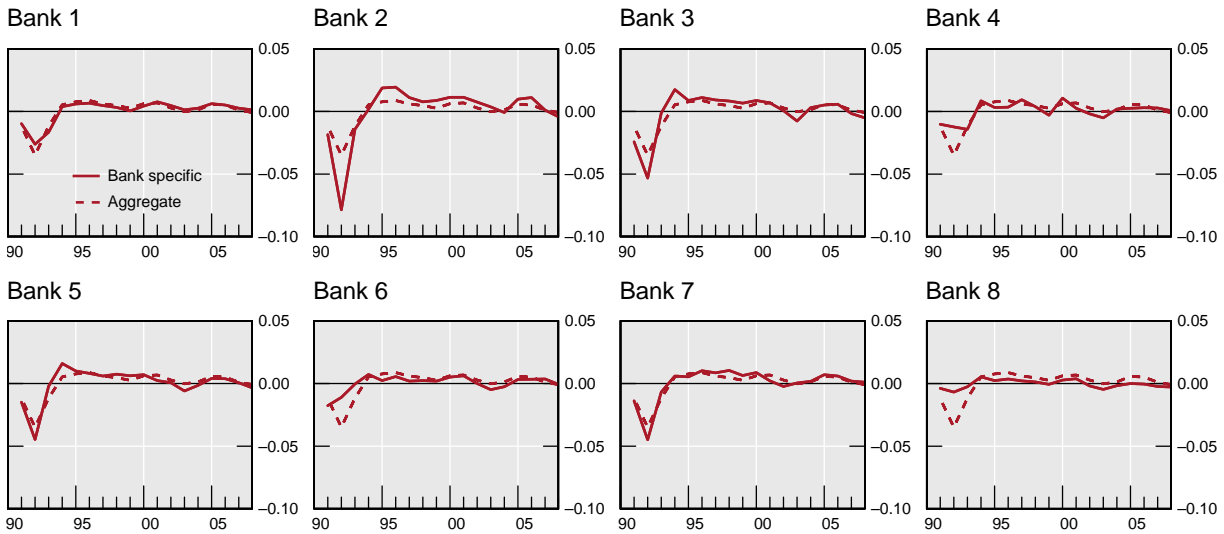 Bank 1 Bank 2 Bank 3 Bank 4
0.05 0.05 0.05 0.05
0.00 0.00 0.00 0.00
Bank specific
–0.05 –0.05 –0.05 –0.05
Aggregate
–0.10 –0.10 –0.10 –0.10
90 95 00 05 90 95 00 05 90 95 00 05 90 95 00 05
Bank 5 Bank 6 Bank 7 Bank 8
0.05 0.05 0.05 0.05
0.00 0.00 0.00 0.00
–0.05 –0.05 –0.05 –0.05
–0.10 –0.10 –0.10 –0.10
90 95 00 05 90 95 00 05 90 95 00 05 90 95 00 05